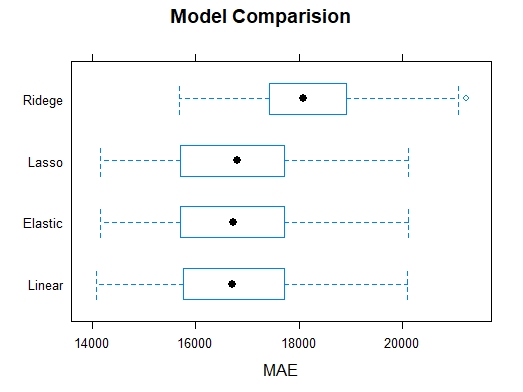 Model Comparision
Ridege
Lasso
Elastic
Linear
14000 16000 18000 20000
MAE